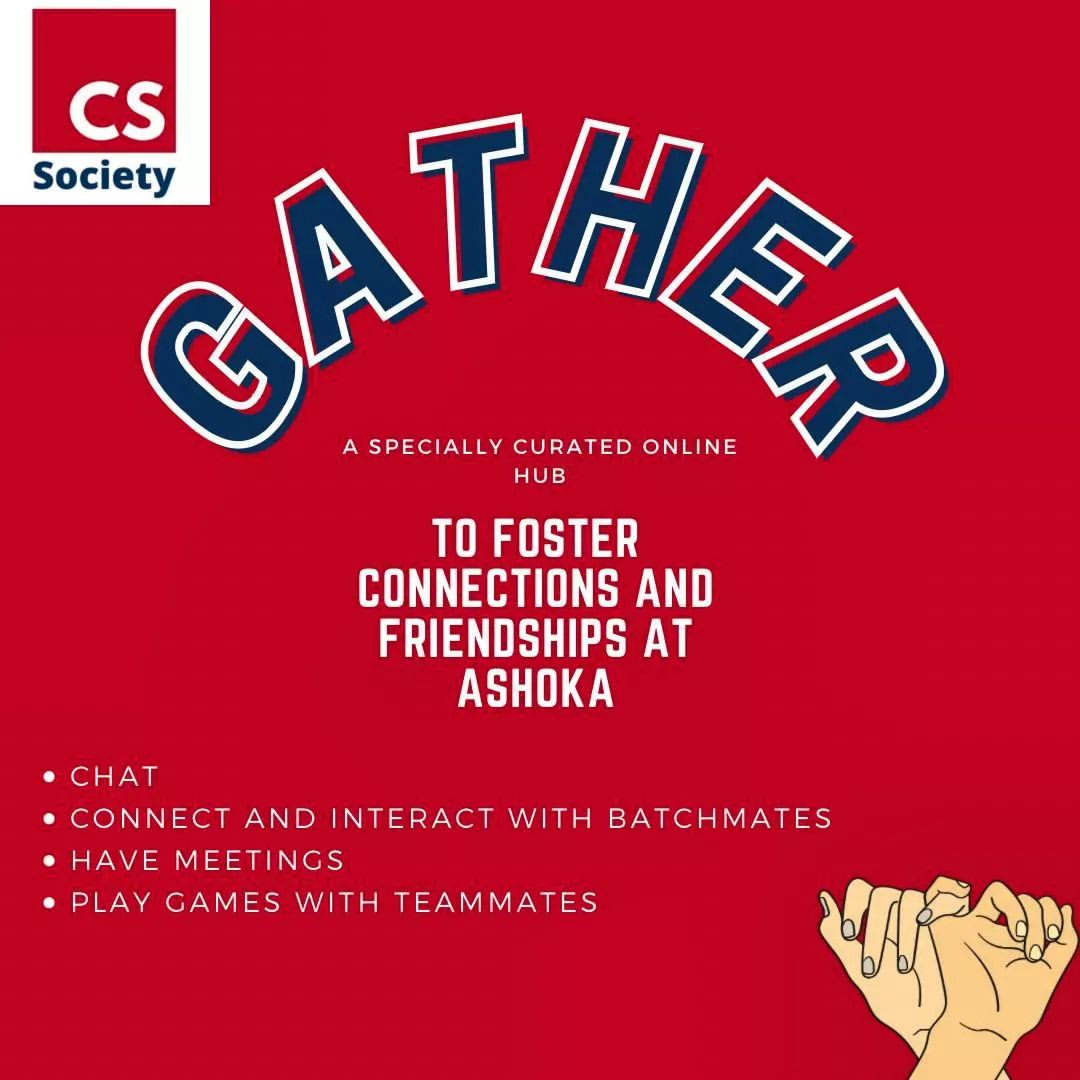 CS
Society
GATHER
A SPECIALLY CURATED ONLINE
HUB
TO FOSTER
CONNECTIONS AND
FRIENDSHIPS AT
ASHOKA
• CHAT
• CONNECT AND INTERACT WITH BATCHMATES
• HAVE MEETINGS
• PLAY GAMES WITH TEAMMATES